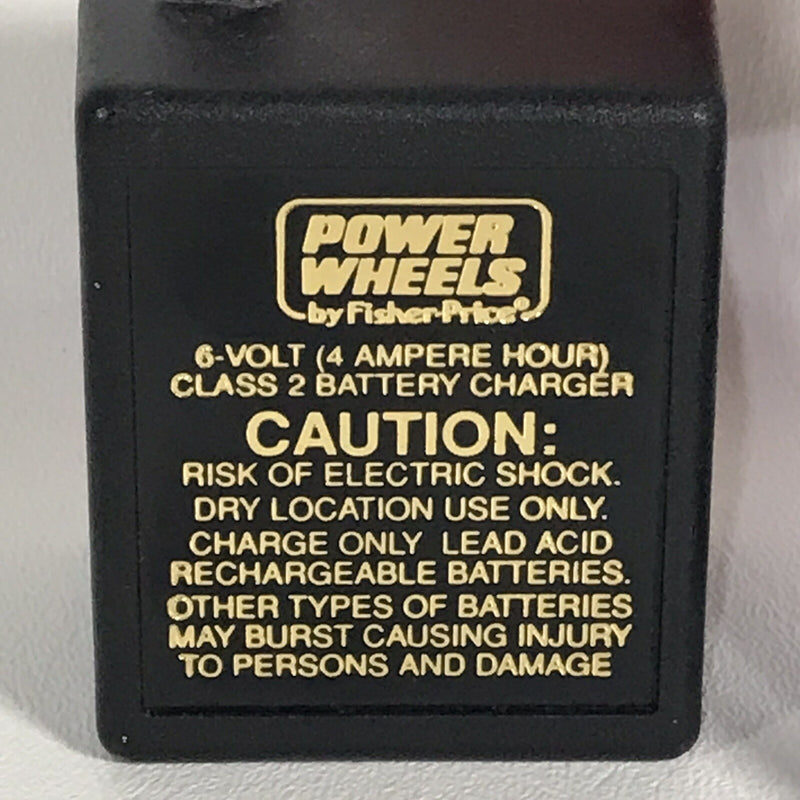 POWER
WHEELS
by Fisher-Price®
6-VOLT (4 AMPERE HOUR)
CLASS 2 BATTERY CHARGER
CAUTION:
RISK OF ELECTRIC SHOCK.
DRY LOCATION USE ONLY.
CHARGE ONLY LEAD ACID
RECHARGEABLE BATTERIES.
OTHER TYPES OF BATTERIES
MAY BURST CAUSING INJURY
TO PERSONS AND DAMAGE